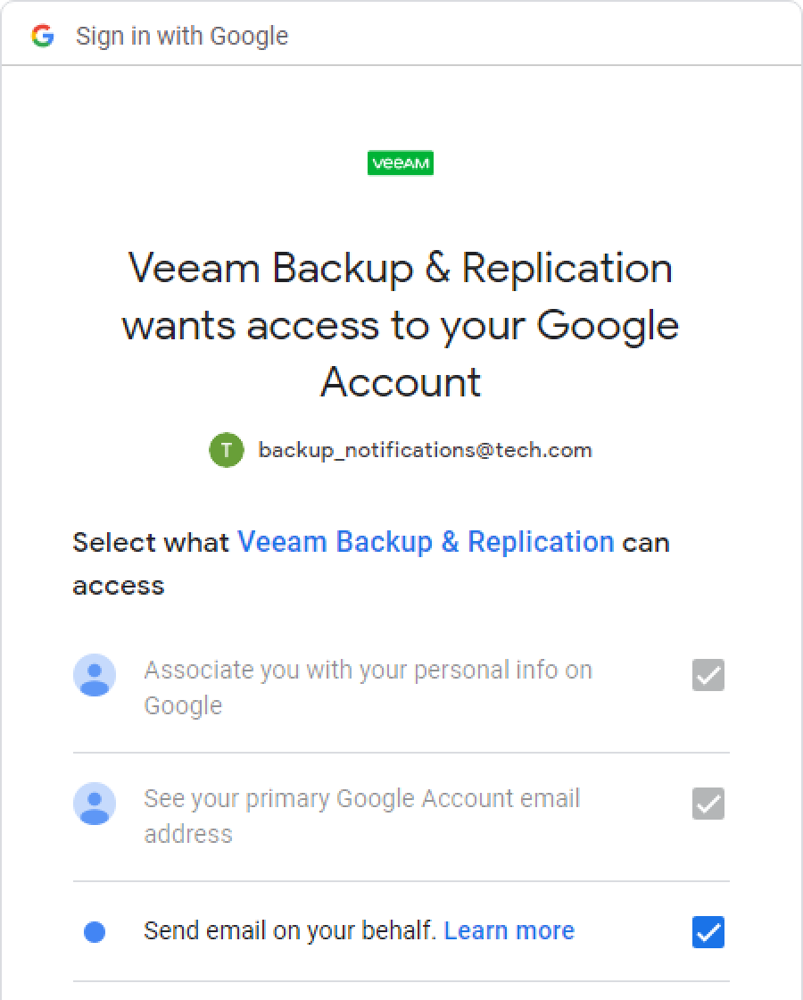 Sign in with Google
veeAM
Veeam Backup & Replication
wants access to your Google
Account
T backup_notifications@tech.com
Select what Veeam Backup & Replication can
access
Associate you with your personal info on
Google
See your primary Google Account email
address
Send email on your behalf. Learn more